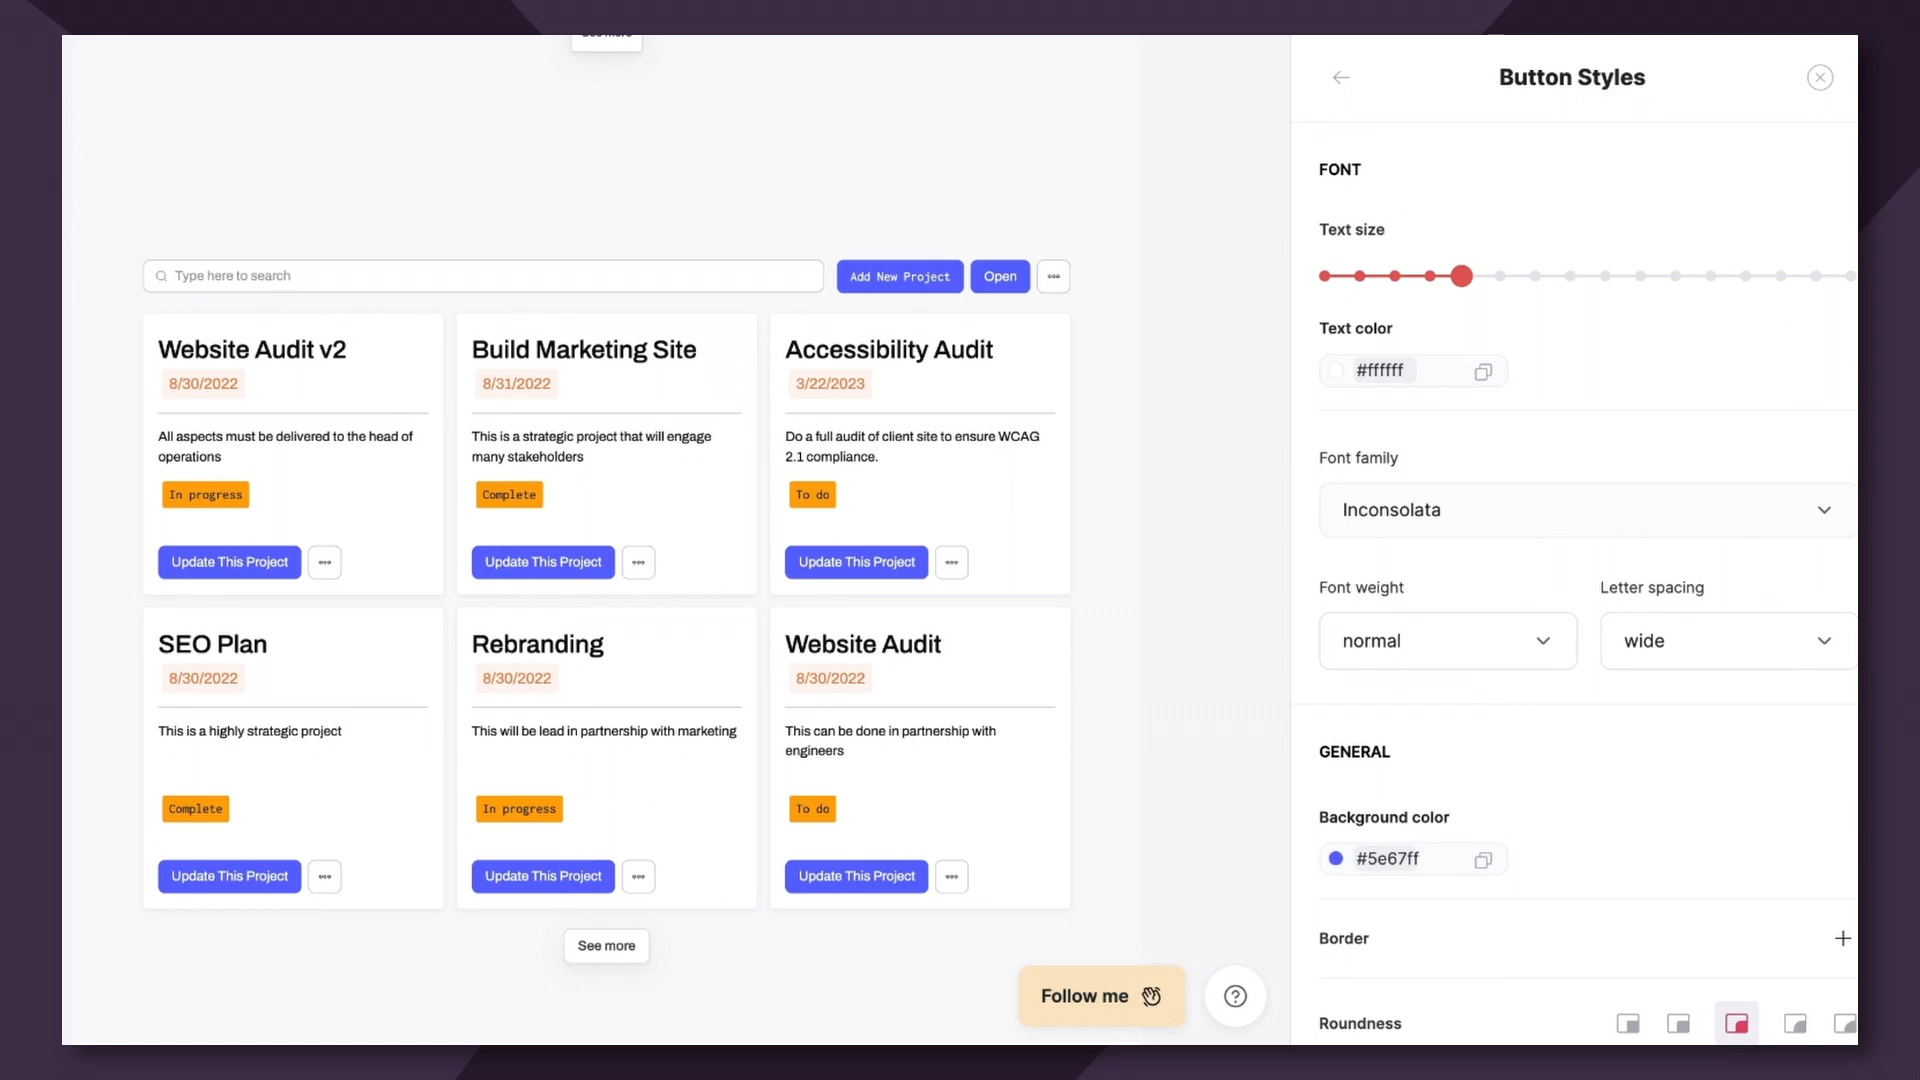 See more
Button Styles
FONT
Text size
Type here to search
Add New Project
Open
Text color
#ffffff
Website Audit v2
8/30/2022
All aspects must be delivered to the head of
operations
In progress
Update This Project
Build Marketing Site
8/31/2022
This is a strategic project that will engage
many stakeholders
Complete
Update This Project
Accessibility Audit
3/22/2023
Do a full audit of client site to ensure WCAG
2.1 compliance.
To do
Update This Project
Font family
Inconsolata
Font weight
normal
Letter spacing
wide
SEO Plan
8/30/2022
This is a highly strategic project
Complete
Update This Project
Rebranding
8/30/2022
This will be lead in partnership with marketing
In progress
Update This Project
Website Audit
8/30/2022
This can be done in partnership with
engineers
To do
Update This Project
GENERAL
Background color
#5e67ff
Border
See more
Follow me
Roundness